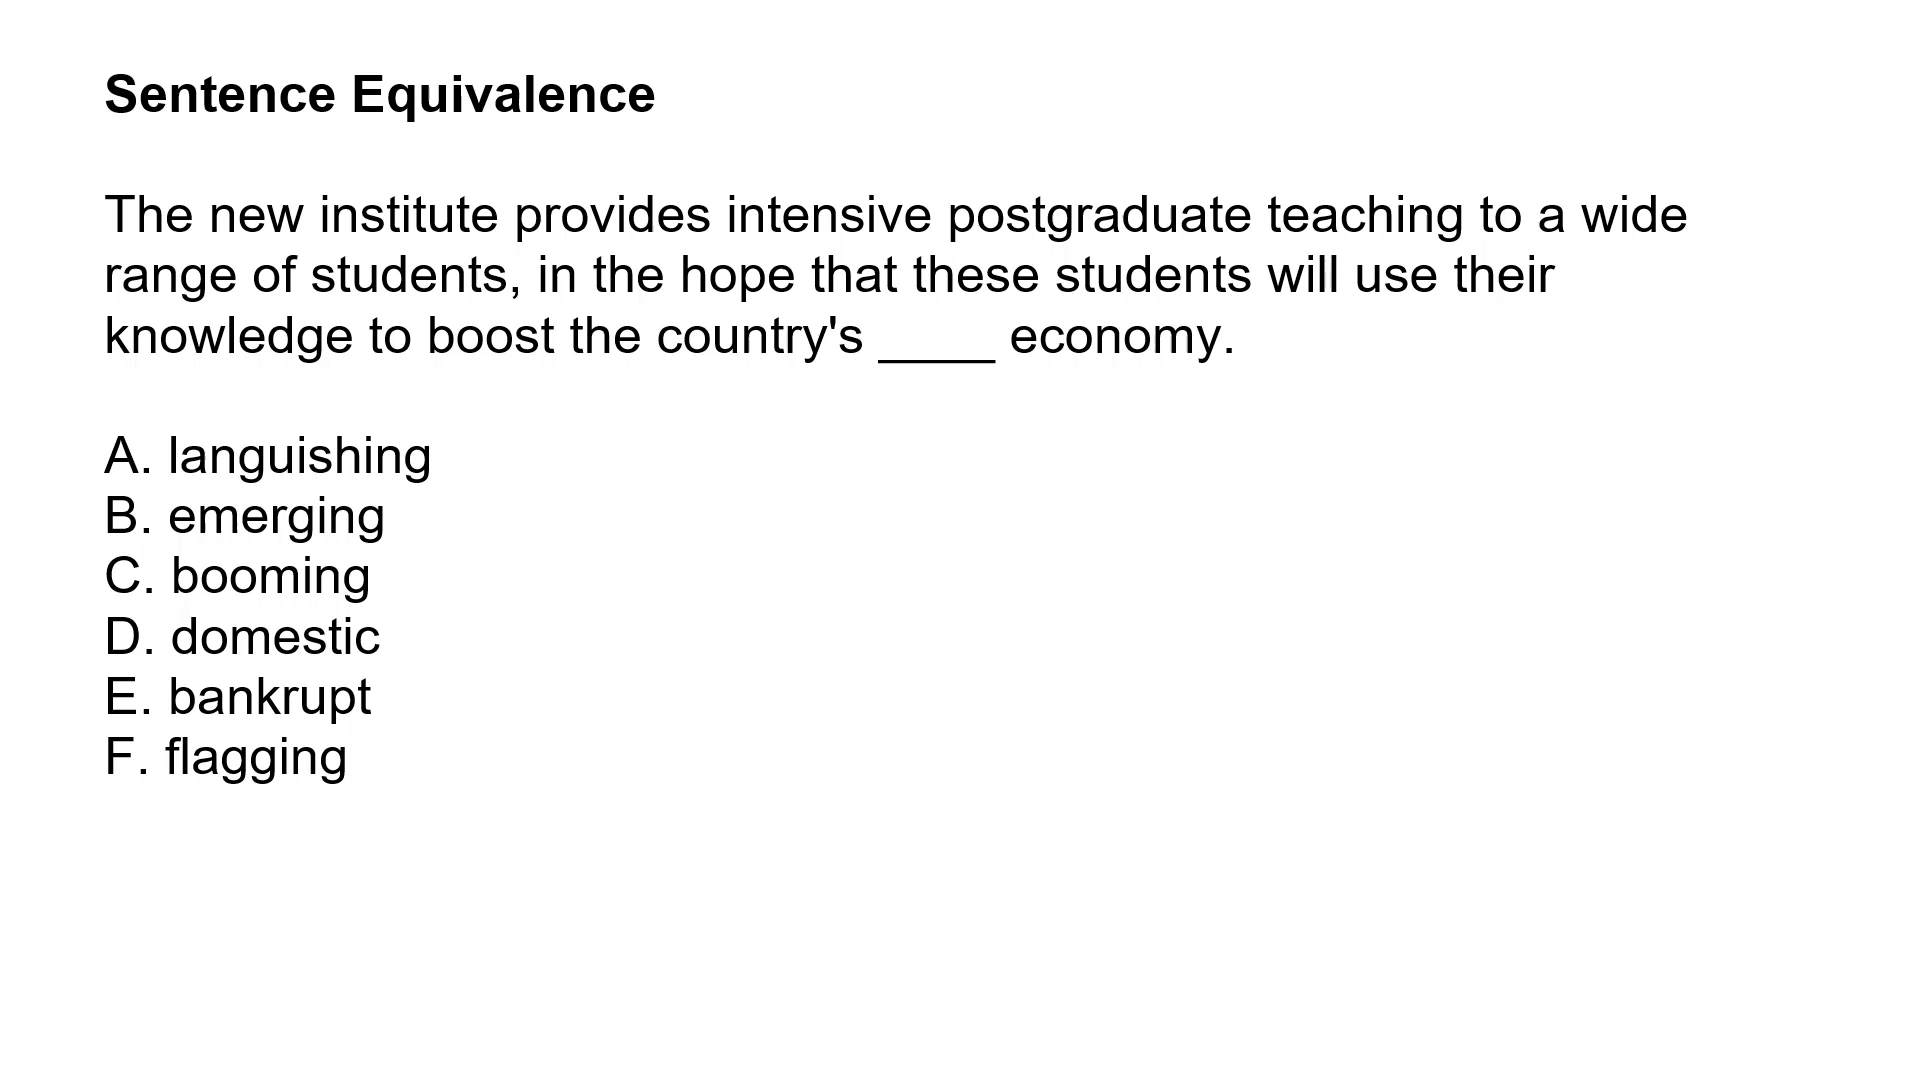 Sentence Equivalence
The new institute provides intensive postgraduate teaching to a wide
range of students, in the hope that these students will use their
knowledge to boost the country's ____ economy.
A. languishing
B. emerging
C. booming
D. domestic
E. bankrupt
F. flagging